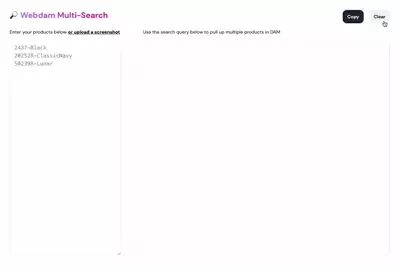 🔎 Webdam Multi-Search
Copy
Clear
Enter your products below or upload a screenshot
Use the search query below to pull up multiple products in DAM
2437-Black
20252R-ClassicNavy
50239R-Lunar